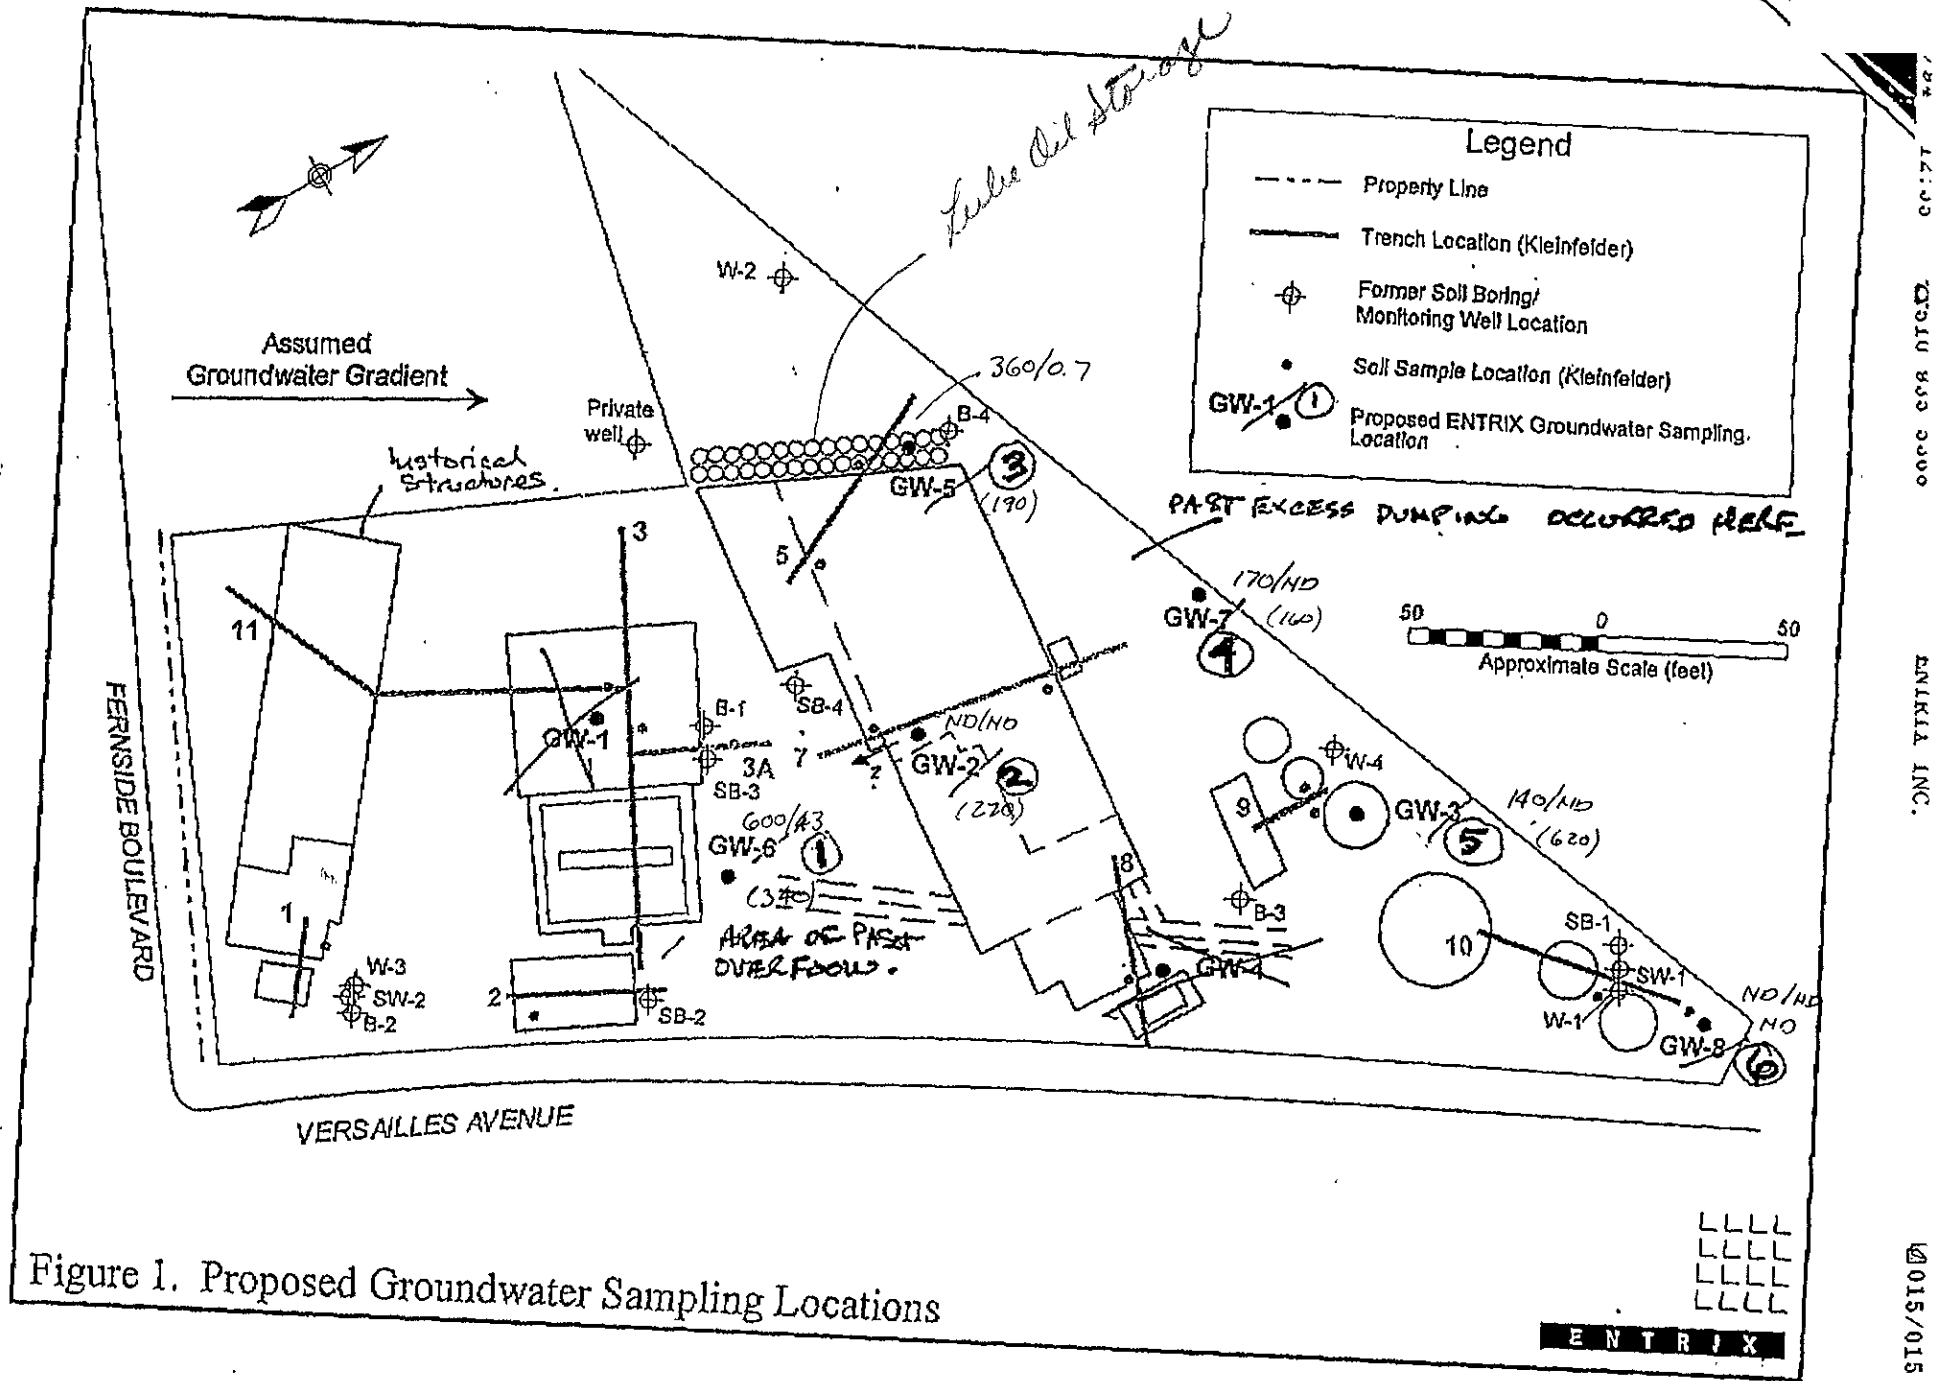 Lube Oil Storage
Legend
Property Line
Trench Location (Kleinfelder)
Former Soil Boring/
Monitoring Well Location
Soil Sample Location (Kleinfelder)
GW-1 1
Proposed ENTRIX Groundwater Sampling
Location
W-2
Assumed
Groundwater Gradient
Private
well
360/0.7
B-4
historical
structures.
GW-5 3
(190)
PAST EXCESS DUMPING OCCURRED HERE
3
5
170/ND
GW-7 (160)
4
50 0 50
Approximate Scale (feet)
11
FERNSIDE BOULEVARD
SB-4
B-1
GW-1
ND/ND
7
3A
GW-2 2
SB-3
(220)
W-4
9
GW-3
140/ND
5
(620)
600/43
GW-6 1
(340)
AREA OF PAST
OVERFLOW.
8
B-3
GW-4
1
W-3
SW-2
B-2
2
SB-2
SB-1
10
SW-1
W-1
ND/ND
ND
GW-8
6
VERSAILLES AVENUE
Figure 1. Proposed Groundwater Sampling Locations
LLLL
LLLL
LLLL
LLLL
ENTRIX
ENTRIX INC.
015/015